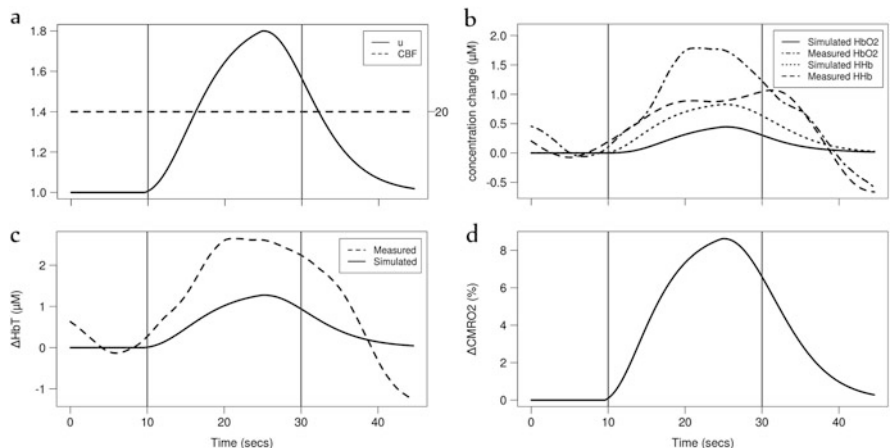 a
1.8
1.6
1.4
1.2
1.0
20
u
CBF
b
2.0
1.5
1.0
0.5
0.0
-0.5
concentration change (μM)
Simulated HbO2
Measured HbO2
Simulated HHb
Measured HHb
c
2
1
0
-1
ΔHbT (μM)
Measured
Simulated
0 10 20 30 40
Time (secs)
d
8
6
4
2
0
ΔCMRO2 (%)
0 10 20 30 40
Time (secs)